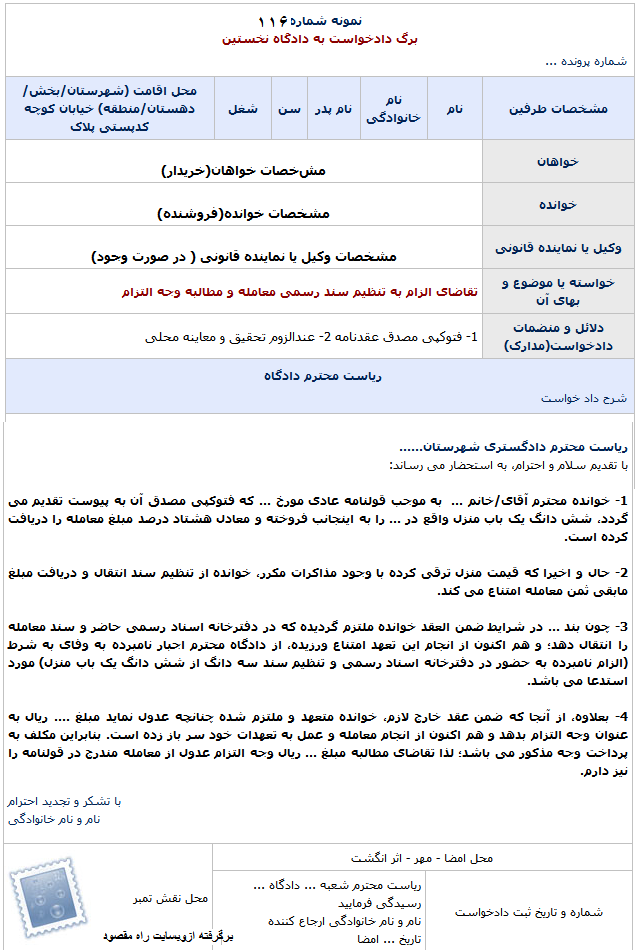 نمونه شماره۱۱۶
برگ دادخواست به دادگاه نخستین
شماره پرونده ...
مشخصات طرفین
نام
نام خانوادگی
نام پدر
سن
شغل
محل اقامت (شهرستان/بخش/
دهستان/منطقه) خیابان کوچه
کدپستی پلاک
خواهان
مشخصات خواهان(خریدار)
خوانده
مشخصات خوانده(فروشنده)
وکیل یا نماینده قانونی
مشخصات وکیل یا نماینده قانونی ( در صورت وجود)
خواسته یا موضوع و
بهای آن
تقاضای الزام به تنظیم سند رسمی معامله و مطالبه وجه التزام
دلائل و منضمات
دادخواست(مدارک)
1- فتوکپی مصدق عقدنامه 2- عندالزوم تحقیق و معاینه محلی
ریاست محترم دادگاه
شرح داد خواست
ریاست محترم دادگستری شهرستان......
با تقدیم سلام و احترام، به استحضار می رساند:
1- خوانده محترم آقای/خانم ... به موجب قولنامه عادی مورخ ... که فتوکپی مصدق آن به پیوست تقدیم می
گردد، شش دانگ یک باب منزل واقع در ... را به اینجانب فروخته و معادل هشتاد درصد مبلغ معامله را دریافت
کرده است.
2- حال و اخیرا که قیمت منزل ترقی کرده با وجود مذاکرات مکرر، خوانده از تنظیم سند انتقال و دریافت مبلغ
مابقی ثمن معامله امتناع می کند.
3- چون بند ... در شرایط ضمن العقد خوانده ملتزم گردیده که در دفترخانه اسناد رسمی حاضر و سند معامله
را انتقال دهد؛ و هم اکنون از انجام این تعهد امتناع ورزیده، از دادگاه محترم اجبار نامبرده به وفای به شرط
(الزام نامبرده به حضور در دفترخانه اسناد رسمی و تنظیم سند سه دانگ از شش دانگ یک باب منزل) مورد
استدعا می باشد.
4- بعلاوه، از آنجا که ضمن عقد خارج لازم، خوانده متعهد و ملتزم شده چنانچه عدول نماید مبلغ .... ریال به
عنوان وجه التزام بدهد و هم اکنون از انجام معامله و عمل به تعهدات خود سر باز زده است. بنابراین مکلف به
پرداخت وجه مذکور می باشد؛ لذا تقاضای مطالبه مبلغ ... ریال وجه التزام عدول از معامله مندرج در قولنامه را
نیز دارم.
با تشکر و تجدید احترام
نام و نام خانوادگی
محل امضا - مهر - اثر انگشت
شماره و تاریخ ثبت دادخواست
ریاست محترم شعبه ... دادگاه ...
رسیدگی فرمایید
نام و نام خانوادگی ارجاع کننده
تاریخ ... امضا
محل نقش تمبر
برگرفته ازوبسایت راه مقصود